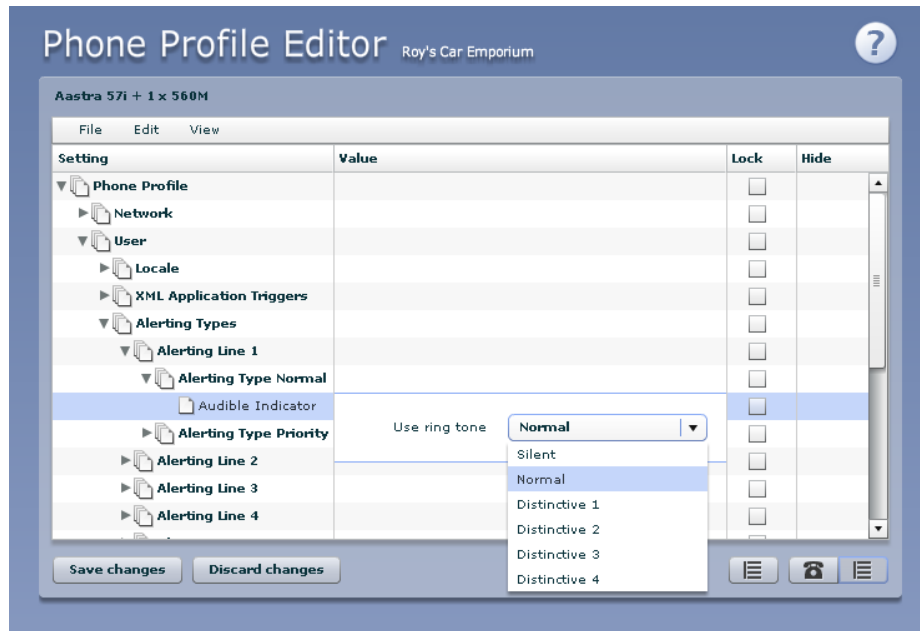 Phone Profile Editor Roy's Car Emporium ?
Aastra 57i + 1 x 560M
File Edit View
Setting Value Lock Hide
Phone Profile
Network
User
Locale
XML Application Triggers
Alerting Types
Alerting Line 1
Alerting Type Normal
Audible Indicator
Use ring tone Normal
Alerting Type Priority
Silent
Alerting Line 2
Normal
Alerting Line 3
Distinctive 1
Alerting Line 4
Distinctive 2
Distinctive 3
Distinctive 4
Save changes Discard changes